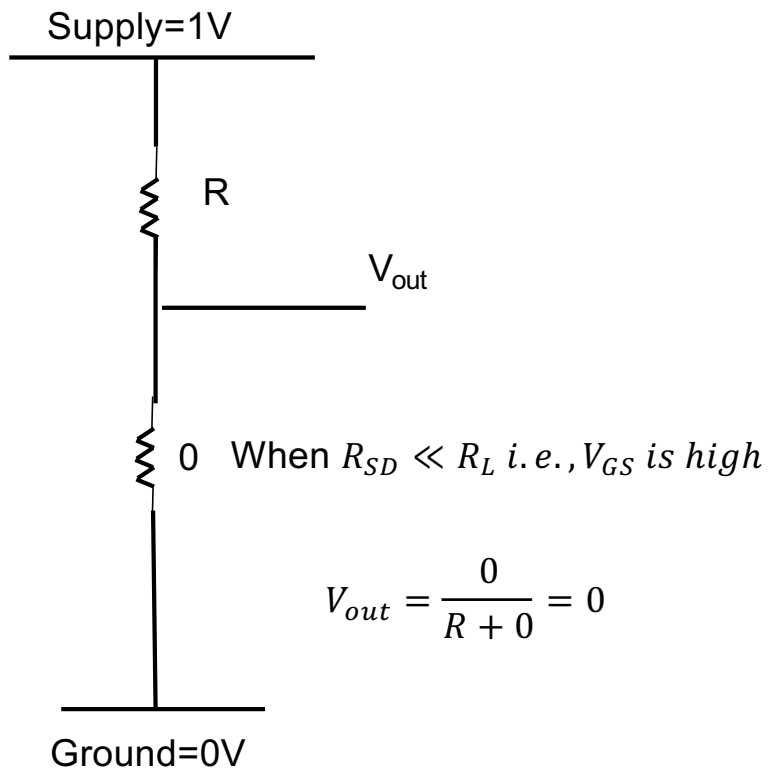 Supply=1V
R
V_out
0 When R_SD ≪ R_L i.e., V_GS is high
V_out = 0/(R + 0) = 0
Ground=0V